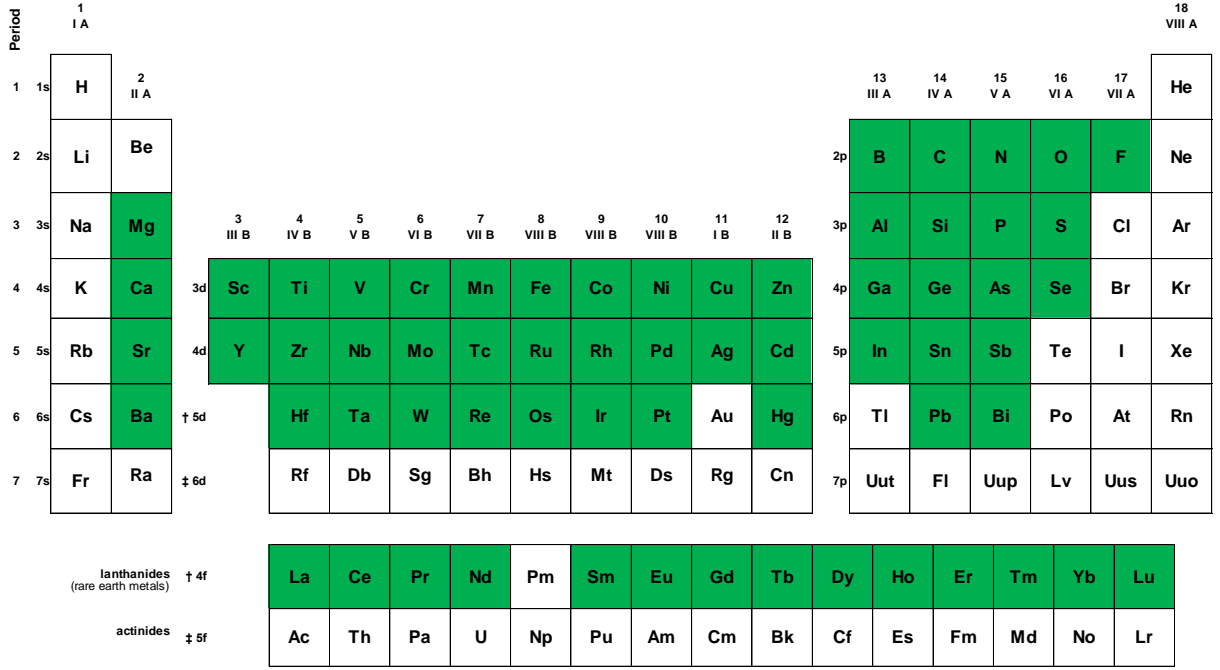 Period
1 18
I A VIII A
1 1s H 2 13 14 15 16 17 He
II A III A IV A V A VI A VII A
2 2s Li Be 2p B C N O F Ne
3 4 5 6 7 8 9 10 11 12
III B IV B V B VI B VII B VIII B VIII B VIII B I B II B
3 3s Na Mg 3p Al Si P S Cl Ar
4 4s K Ca 3d Sc Ti V Cr Mn Fe Co Ni Cu Zn 4p Ga Ge As Se Br Kr
5 5s Rb Sr 4d Y Zr Nb Mo Tc Ru Rh Pd Ag Cd 5p In Sn Sb Te I Xe
6 6s Cs Ba † 5d Hf Ta W Re Os Ir Pt Au Hg 6p Tl Pb Bi Po At Rn
7 7s Fr Ra ‡ 6d Rf Db Sg Bh Hs Mt Ds Rg Cn 7p Uut Fl Uup Lv Uus Uuo
lanthanides † 4f La Ce Pr Nd Pm Sm Eu Gd Tb Dy Ho Er Tm Yb Lu
(rare earth metals)
actinides ‡ 5f Ac Th Pa U Np Pu Am Cm Bk Cf Es Fm Md No Lr